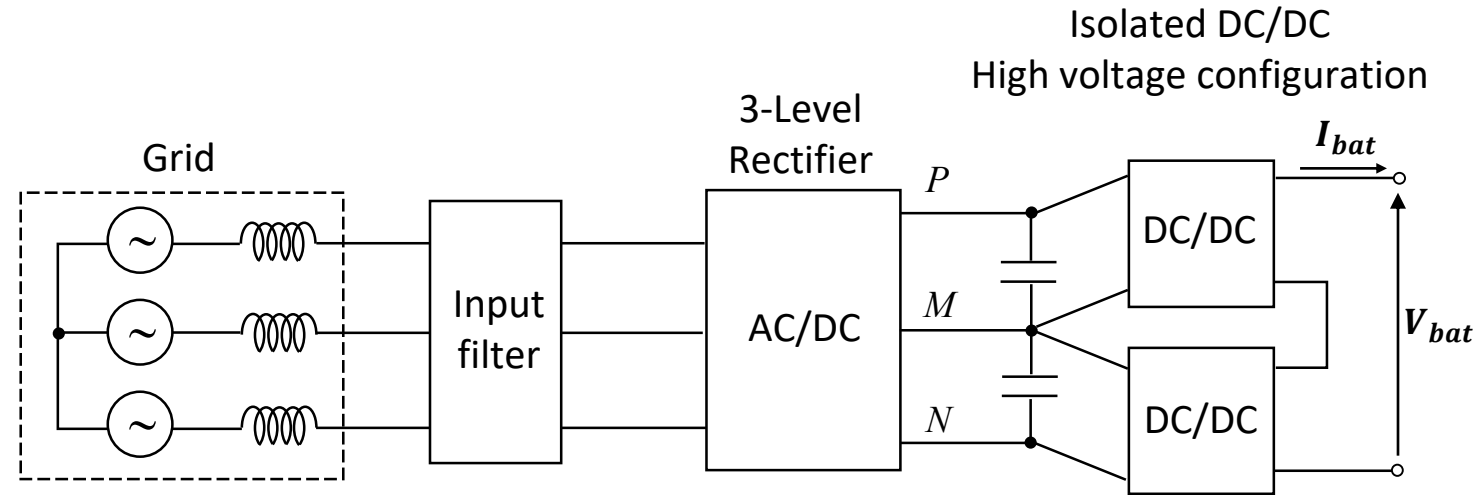 Isolated DC/DC
High voltage configuration
3-Level
Rectifier
Grid
I_bat
P
DC/DC
~
Input
filter
~
AC/DC
M
V_bat
~
N
DC/DC